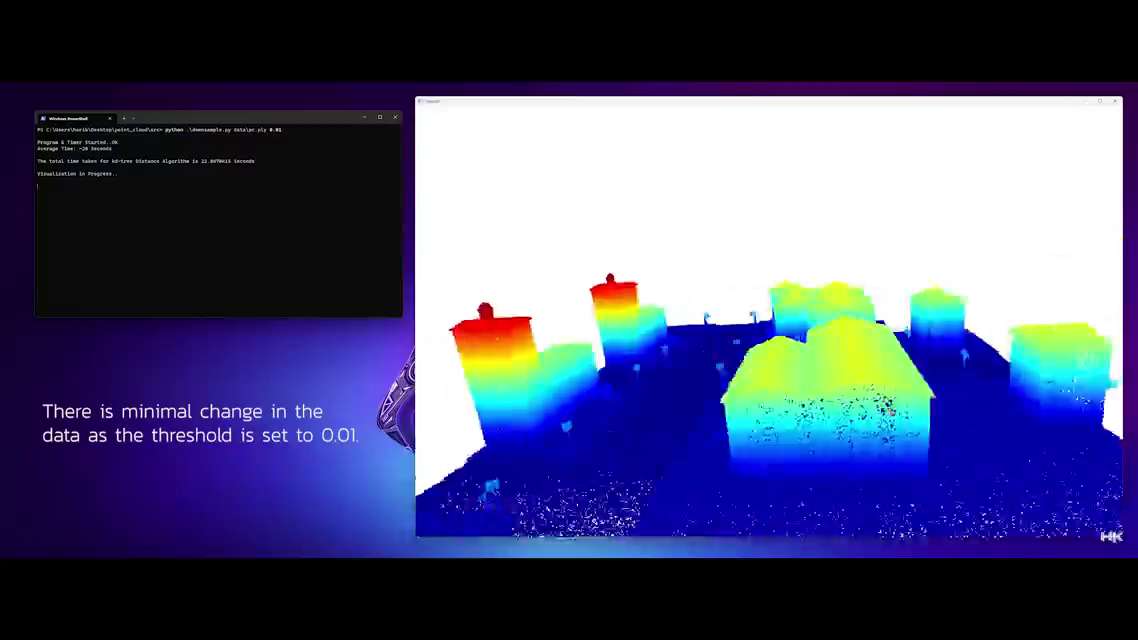 Windows PowerShell
PS C:\Users\harik\Desktop\point_cloud\src> python .\downsample.py data\pc.ply 0.01
Program & Timer Started..OK
Average Time: ~20 Seconds
The total time taken for kd-tree Distance Algorithm is 22.0470415 Seconds
Visualization in Progress..
Open3D
There is minimal change in the
data as the threshold is set to 0.01.
HK